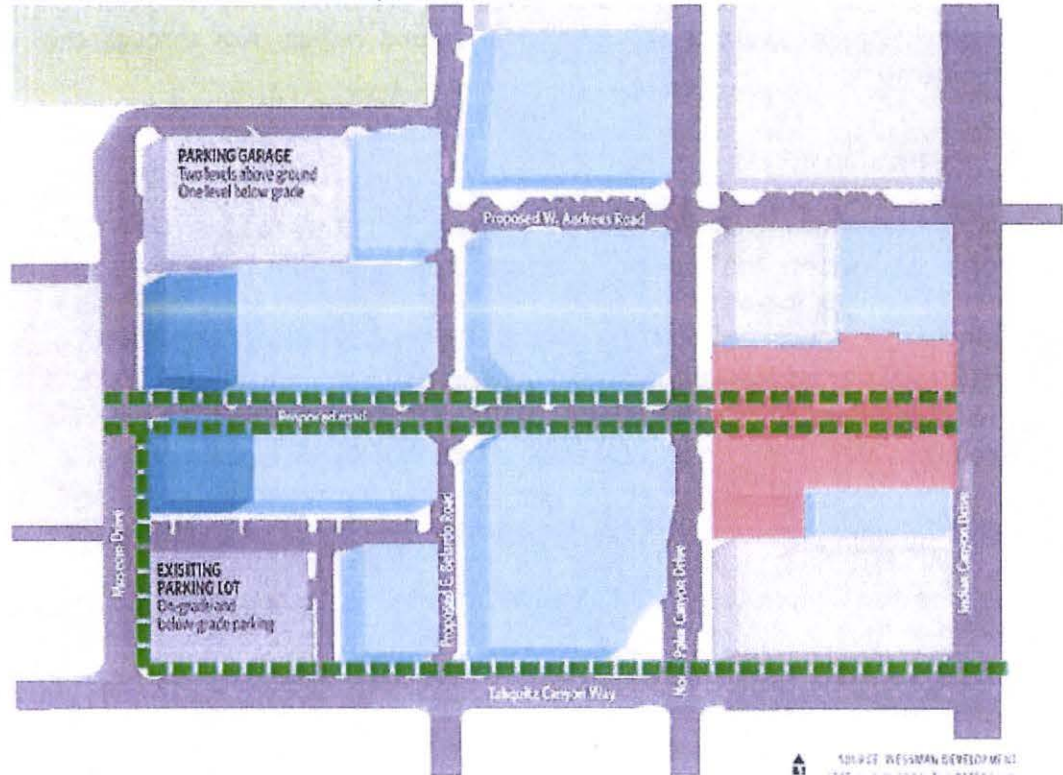 PARKING GARAGE
Two levels above ground
One level below grade
Proposed W. Andreas Road
Proposed road
Museum Drive
EXISITING
PARKING LOT
On-grade and
below-grade parking
Proposed E. Belardo Road
Palm Canyon Drive
Indian Canyon Drive
Tahquitz Canyon Way
SOURCE: WESSMAN DEVELOPMENT